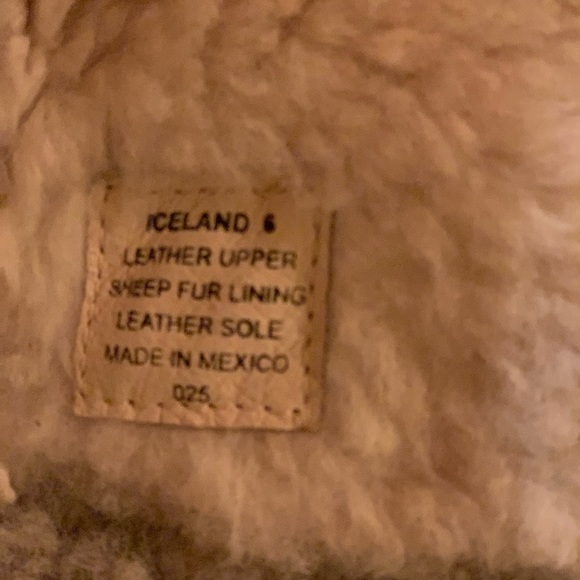 ICELAND 6
LEATHER UPPER
SHEEP FUR LINING
LEATHER SOLE
MADE IN MEXICO
025